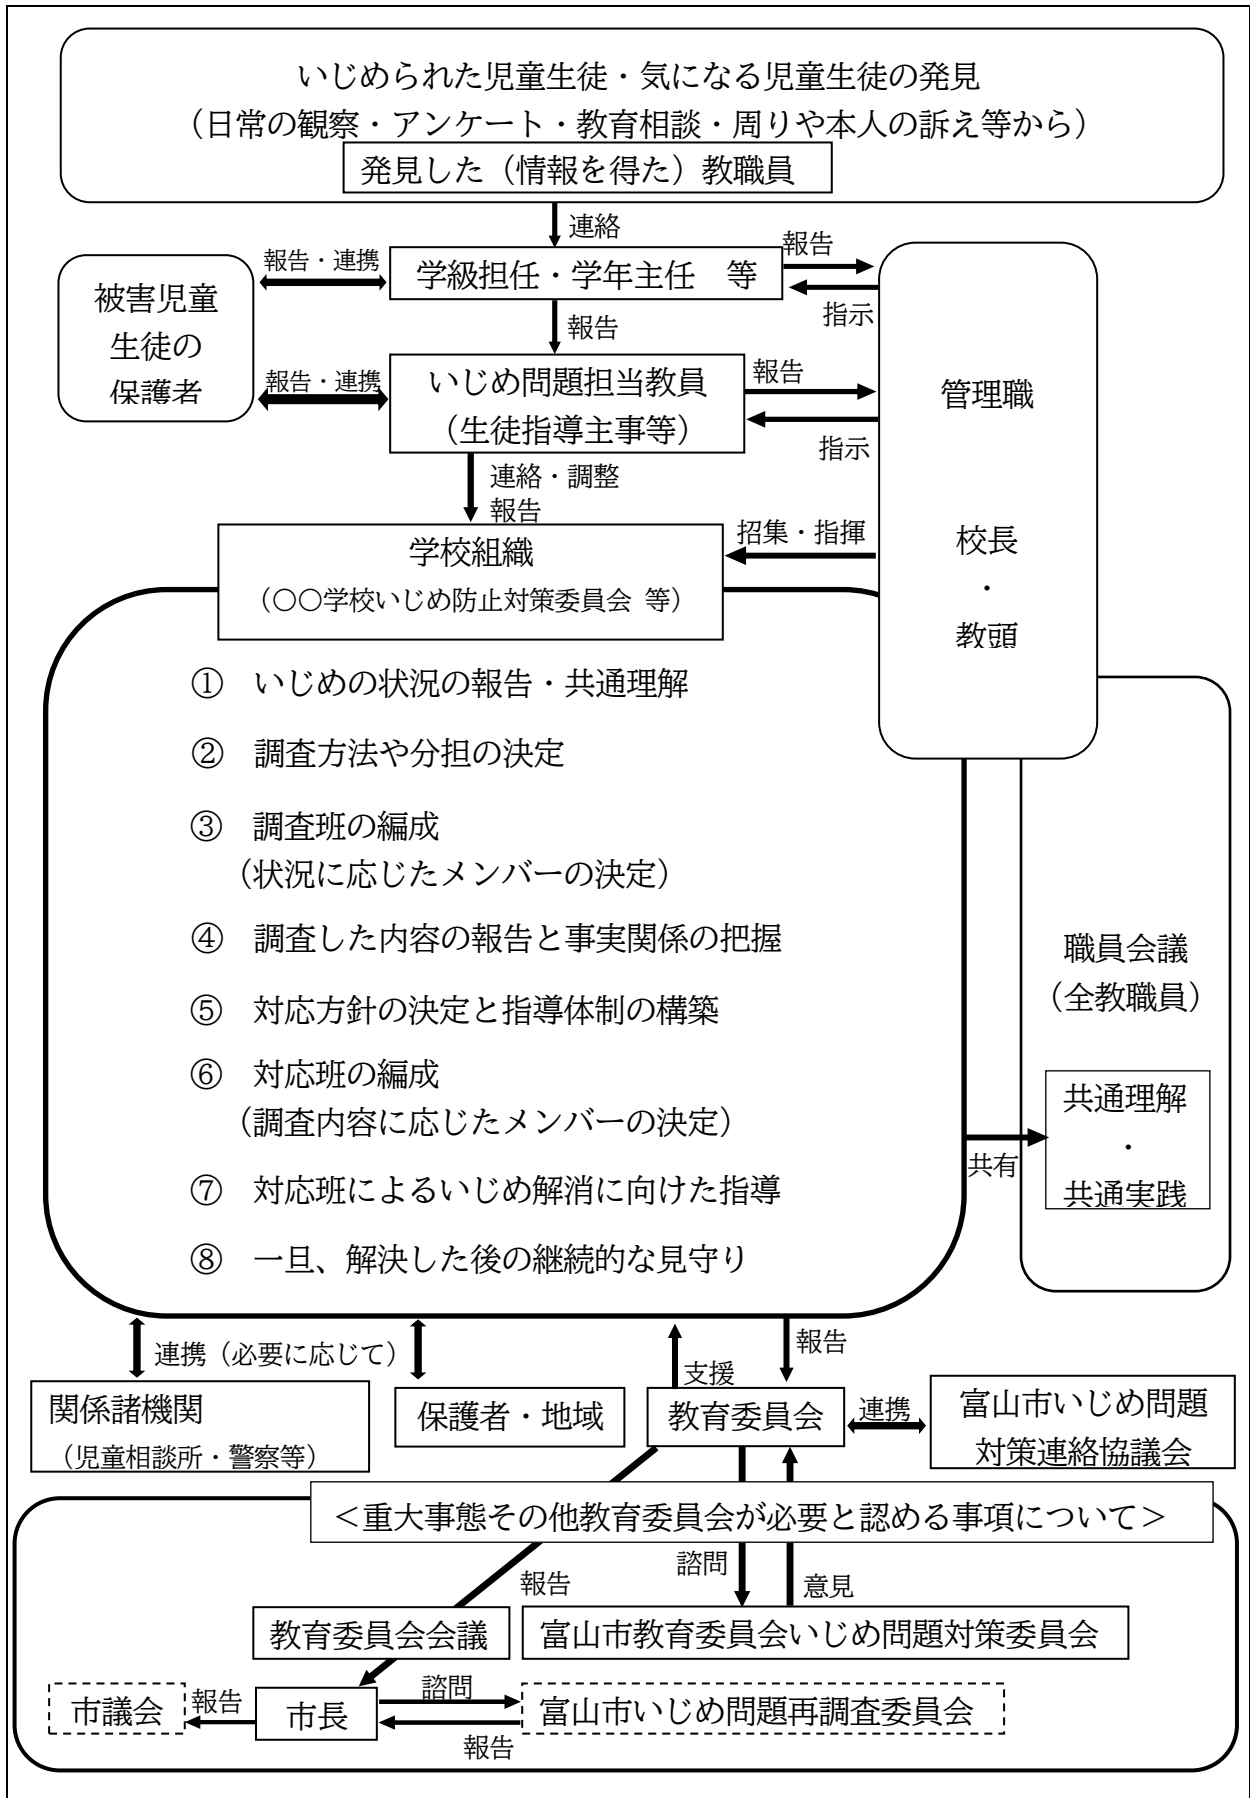 いじめられた児童生徒・気になる児童生徒の発見
（日常の観察・アンケート・教育相談・周りや本人の訴え等から）
発見した（情報を得た）教職員
連絡
報告・連携
学級担任・学年主任　等
報告
指示
被害児童
生徒の
保護者
報告
報告・連携
いじめ問題担当教員
（生徒指導主事等）
報告
指示
管理職
校長
・
教頭
連絡・調整
報告
招集・指揮
学校組織
（○○学校いじめ防止対策委員会 等）
①　いじめの状況の報告・共通理解
②　調査方法や分担の決定
③　調査班の編成
（状況に応じたメンバーの決定）
④　調査した内容の報告と事実関係の把握
⑤　対応方針の決定と指導体制の構築
⑥　対応班の編成
（調査内容に応じたメンバーの決定）
⑦　対応班によるいじめ解消に向けた指導
⑧　一旦、解決した後の継続的な見守り
職員会議
（全教職員）
共有
共通理解
・
共通実践
連携（必要に応じて）
支援
報告
関係諸機関
（児童相談所・警察等）
保護者・地域
教育委員会
連携
富山市いじめ問題
対策連絡協議会
＜重大事態その他教育委員会が必要と認める事項について＞
報告
諮問
意見
教育委員会会議
富山市教育委員会いじめ問題対策委員会
市議会
報告
市長
諮問
報告
富山市いじめ問題再調査委員会